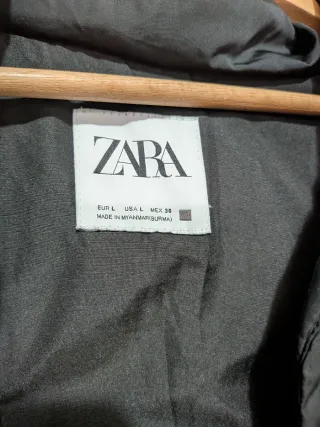 ZARA
EUR L USA L MEX 38
MADE IN MYANMAR(BURMA)